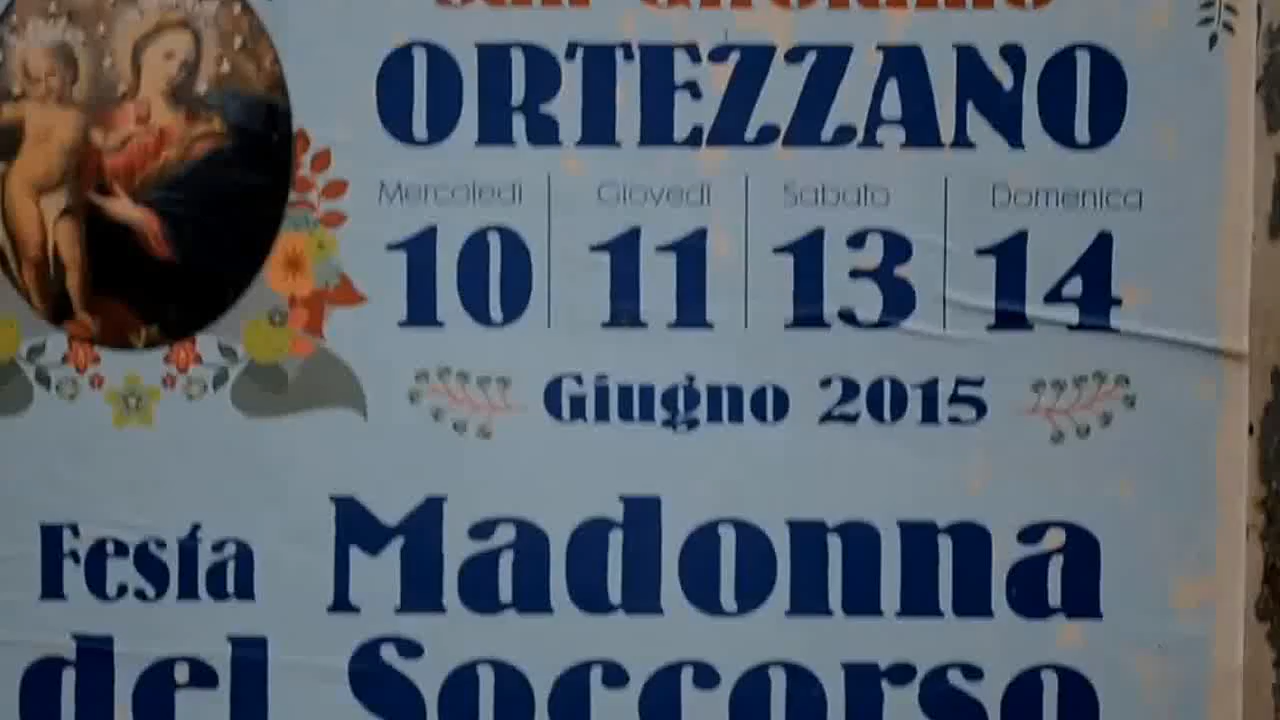 ORTEZZANO
Mercoledì Giovedì Sabato Domenica
10 11 13 14
Giugno 2015
Festa Madonna
del Soccorso